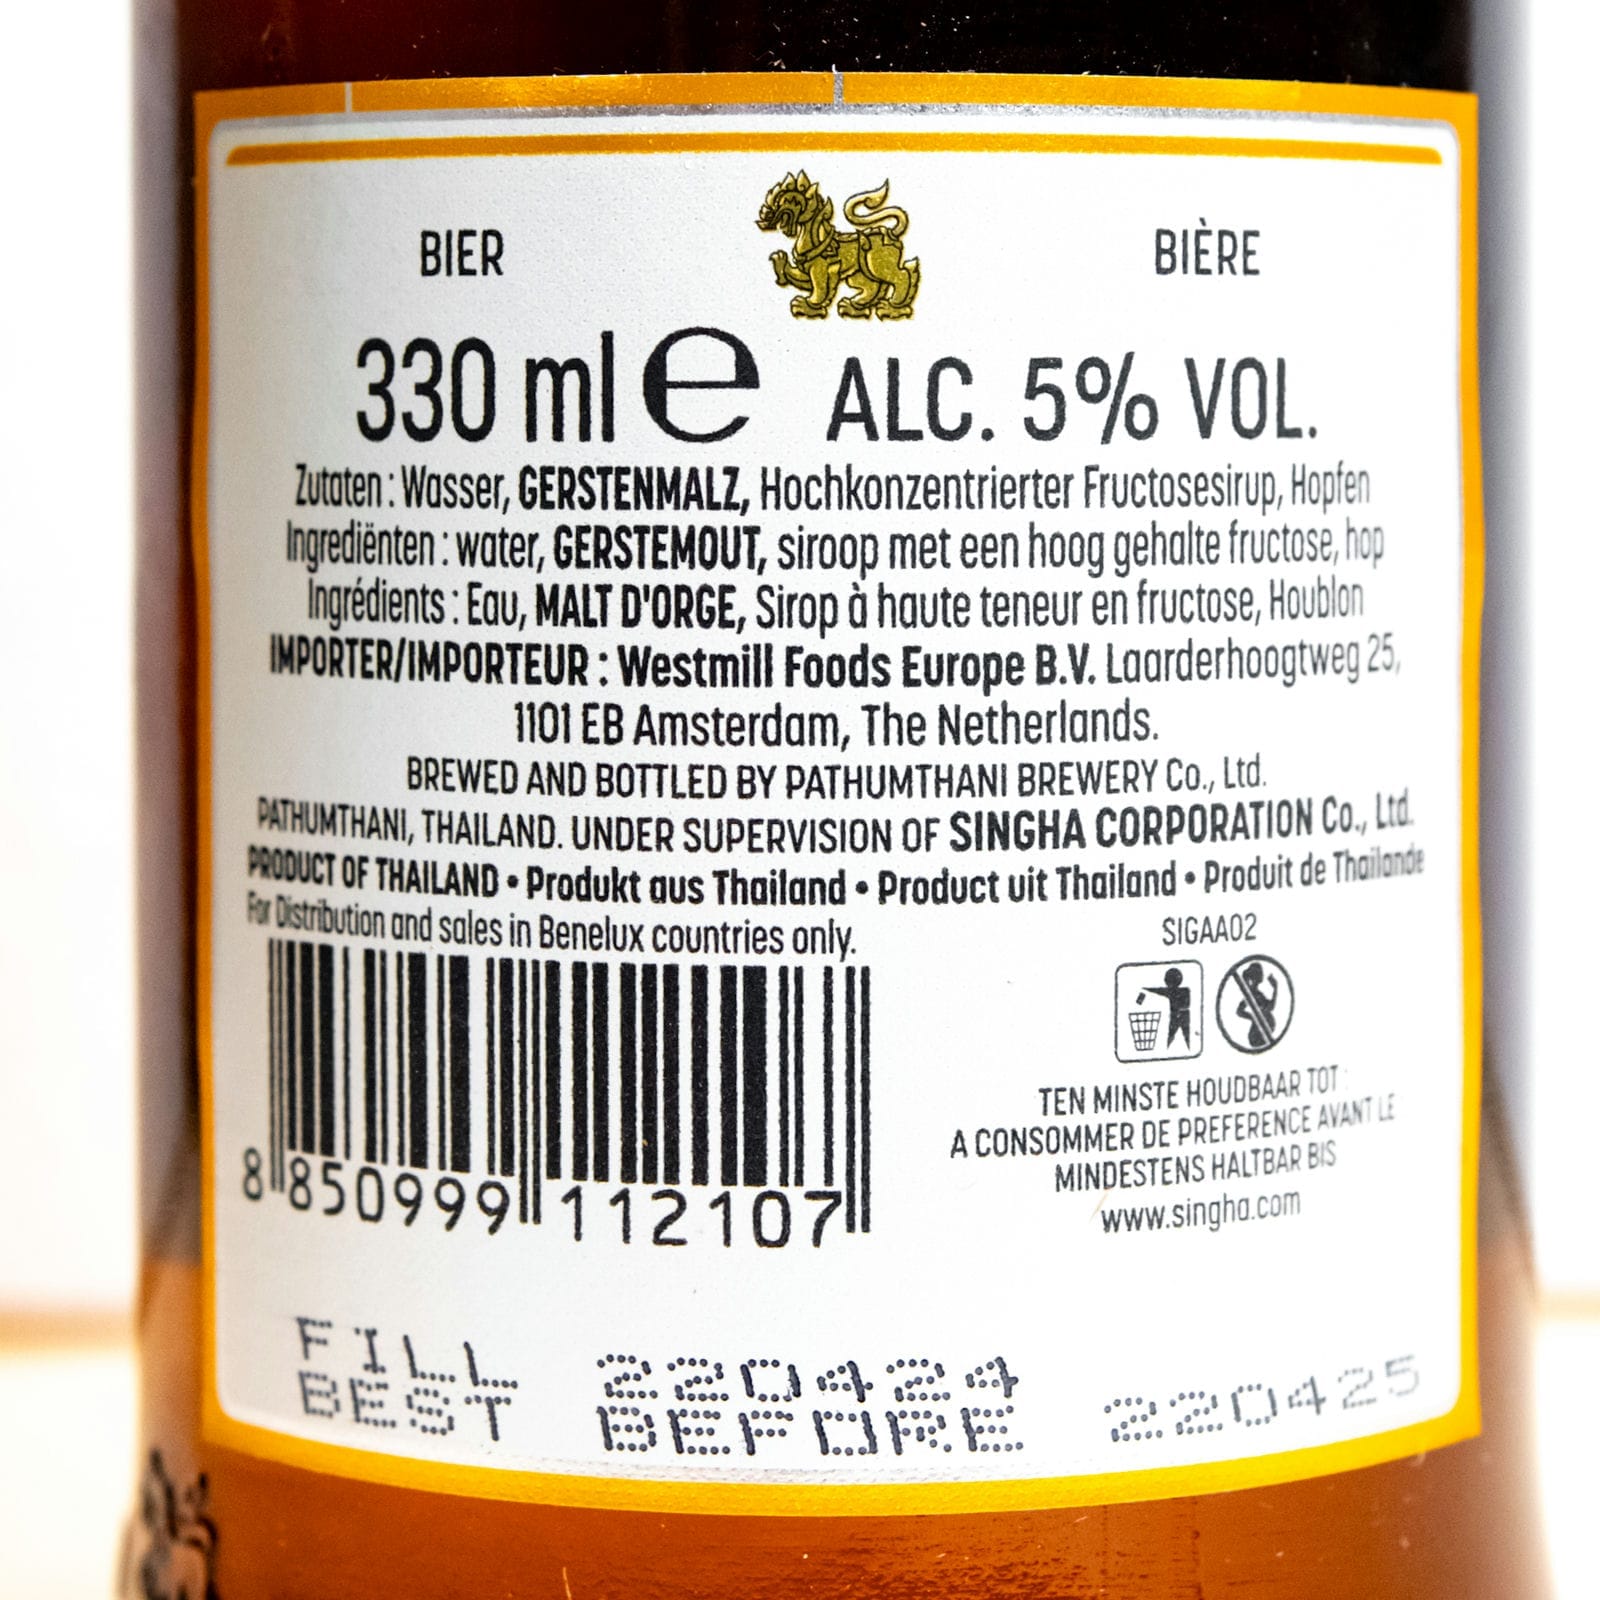 BIER
BIÈRE
330 ml e ALC. 5% VOL.
Zutaten : Wasser, GERSTENMALZ, Hochkonzentrierter Fructosesirup, Hopfen
Ingrediënten : water, GERSTEMOUT, siroop met een hoog gehalte fructose, hop
Ingrédients : Eau, MALT D'ORGE, Sirop à haute teneur en fructose, Houblon
IMPORTER/IMPORTEUR : Westmill Foods Europe B.V. Laarderhoogtweg 25,
1101 EB Amsterdam, The Netherlands.
BREWED AND BOTTLED BY PATHUMTHANI BREWERY Co., Ltd.
PATHUMTHANI, THAILAND. UNDER SUPERVISION OF SINGHA CORPORATION Co., Ltd.
PRODUCT OF THAILAND • Produkt aus Thailand • Product uit Thailand • Produit de Thaïlande
For Distribution and sales in Benelux countries only.
SIGAA02
8 850999 112107
TEN MINSTE HOUDBAAR TOT :
A CONSOMMER DE PREFERENCE AVANT LE
MINDESTENS HALTBAR BIS
www.singha.com
FILL 220424
BEST BEFORE 220425